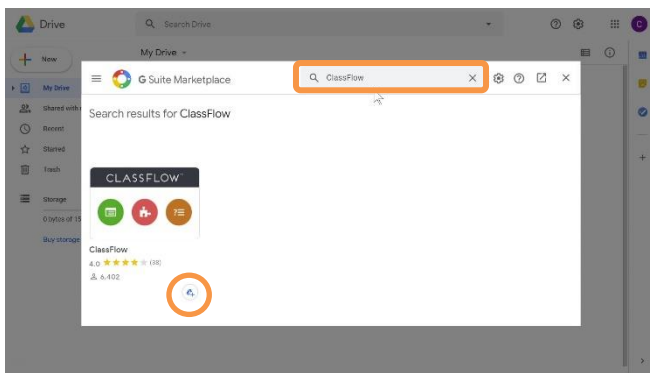 Drive
Search Drive
C
New
My Drive
G Suite Marketplace
ClassFlow
My Drive
Shared with
Recent
Starred
Trash
Storage
0 bytes of 15
Buy storage
Search results for ClassFlow
CLASSFLOW
ClassFlow
4.0 ★★★★★ (38)
6,402